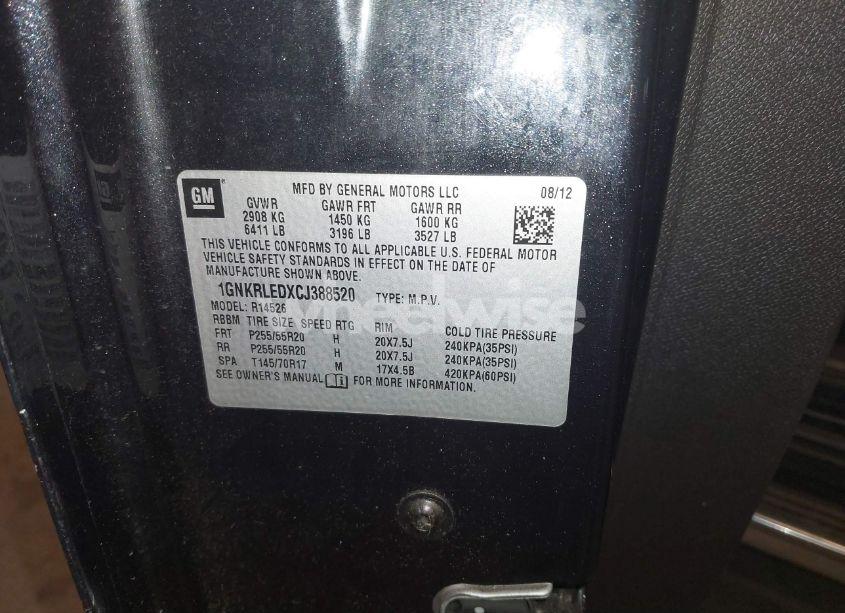 GM
MFD BY GENERAL MOTORS LLC 08/12
GVWR GAWR FRT GAWR RR
2908 KG 1450 KG 1600 KG
6411 LB 3196 LB 3527 LB
THIS VEHICLE CONFORMS TO ALL APPLICABLE U.S. FEDERAL MOTOR
VEHICLE SAFETY STANDARDS IN EFFECT ON THE DATE OF
MANUFACTURE SHOWN ABOVE.
1GNKRLEDXCJ388520 TYPE: M.P.V.
MODEL: R14526
wheelwise
RBBM TIRE SIZE SPEED RTG RIM COLD TIRE PRESSURE
FRT P255/55R20 H 20X7.5J 240KPA(35PSI)
RR P255/55R20 H 20X7.5J 240KPA(35PSI)
SPA T145/70R17 M 17X4.5B 420KPA(60PSI)
SEE OWNER'S MANUAL FOR MORE INFORMATION.